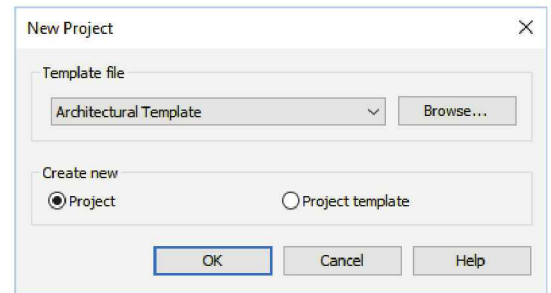 New Project
Template file
Architectural Template
Browse...
Create new
Project
Project template
OK
Cancel
Help